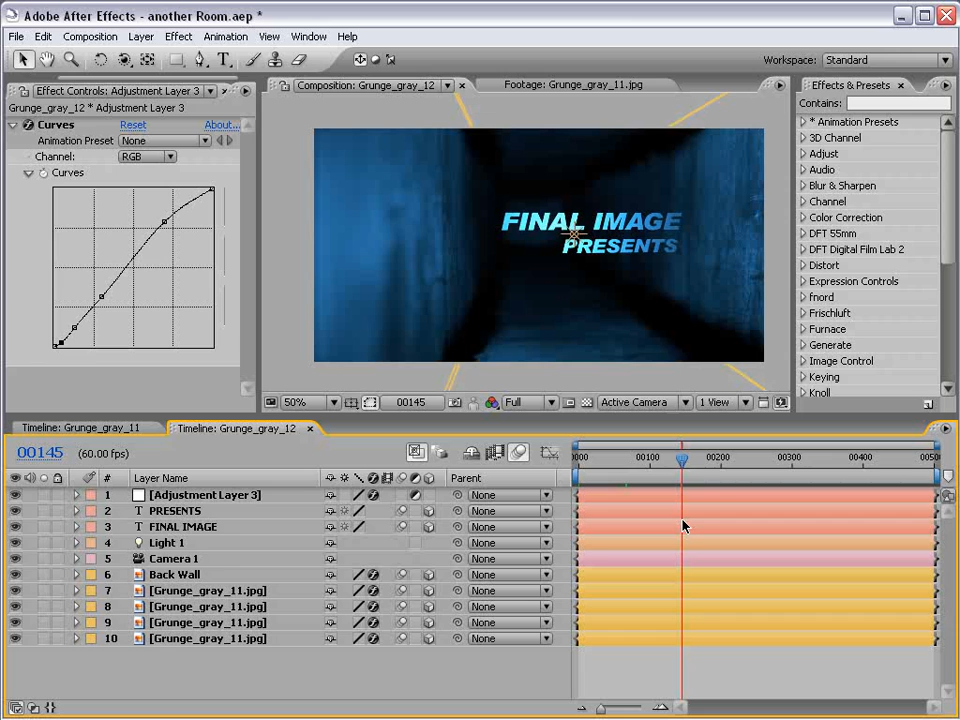 Adobe After Effects - another Room.aep *
File Edit Composition Layer Effect Animation View Window Help
Workspace: Standard
Effect Controls: Adjustment Layer 3
Grunge_gray_12 * Adjustment Layer 3
Curves Reset About...
Animation Preset None
Channel: RGB
Curves
Composition: Grunge_gray_12
Footage: Grunge_gray_11.jpg
FINAL IMAGE
PRESENTS
50% 00145 Full Active Camera 1 View
Effects & Presets
Contains:
* Animation Presets
3D Channel
Adjust
Audio
Blur & Sharpen
Channel
Color Correction
DFT 55mm
DFT Digital Film Lab 2
Distort
Expression Controls
fnord
Frischluft
Furnace
Generate
Image Control
Keying
Knoll
Timeline: Grunge_gray_11
Timeline: Grunge_gray_12
00145 (60.00 fps)
00100 00200 00300 00400
# Layer Name Parent
1 [Adjustment Layer 3] None
2 T PRESENTS None
3 T FINAL IMAGE None
4 Light 1 None
5 Camera 1 None
6 Back Wall None
7 [Grunge_gray_11.jpg] None
8 [Grunge_gray_11.jpg] None
9 [Grunge_gray_11.jpg] None
10 [Grunge_gray_11.jpg] None